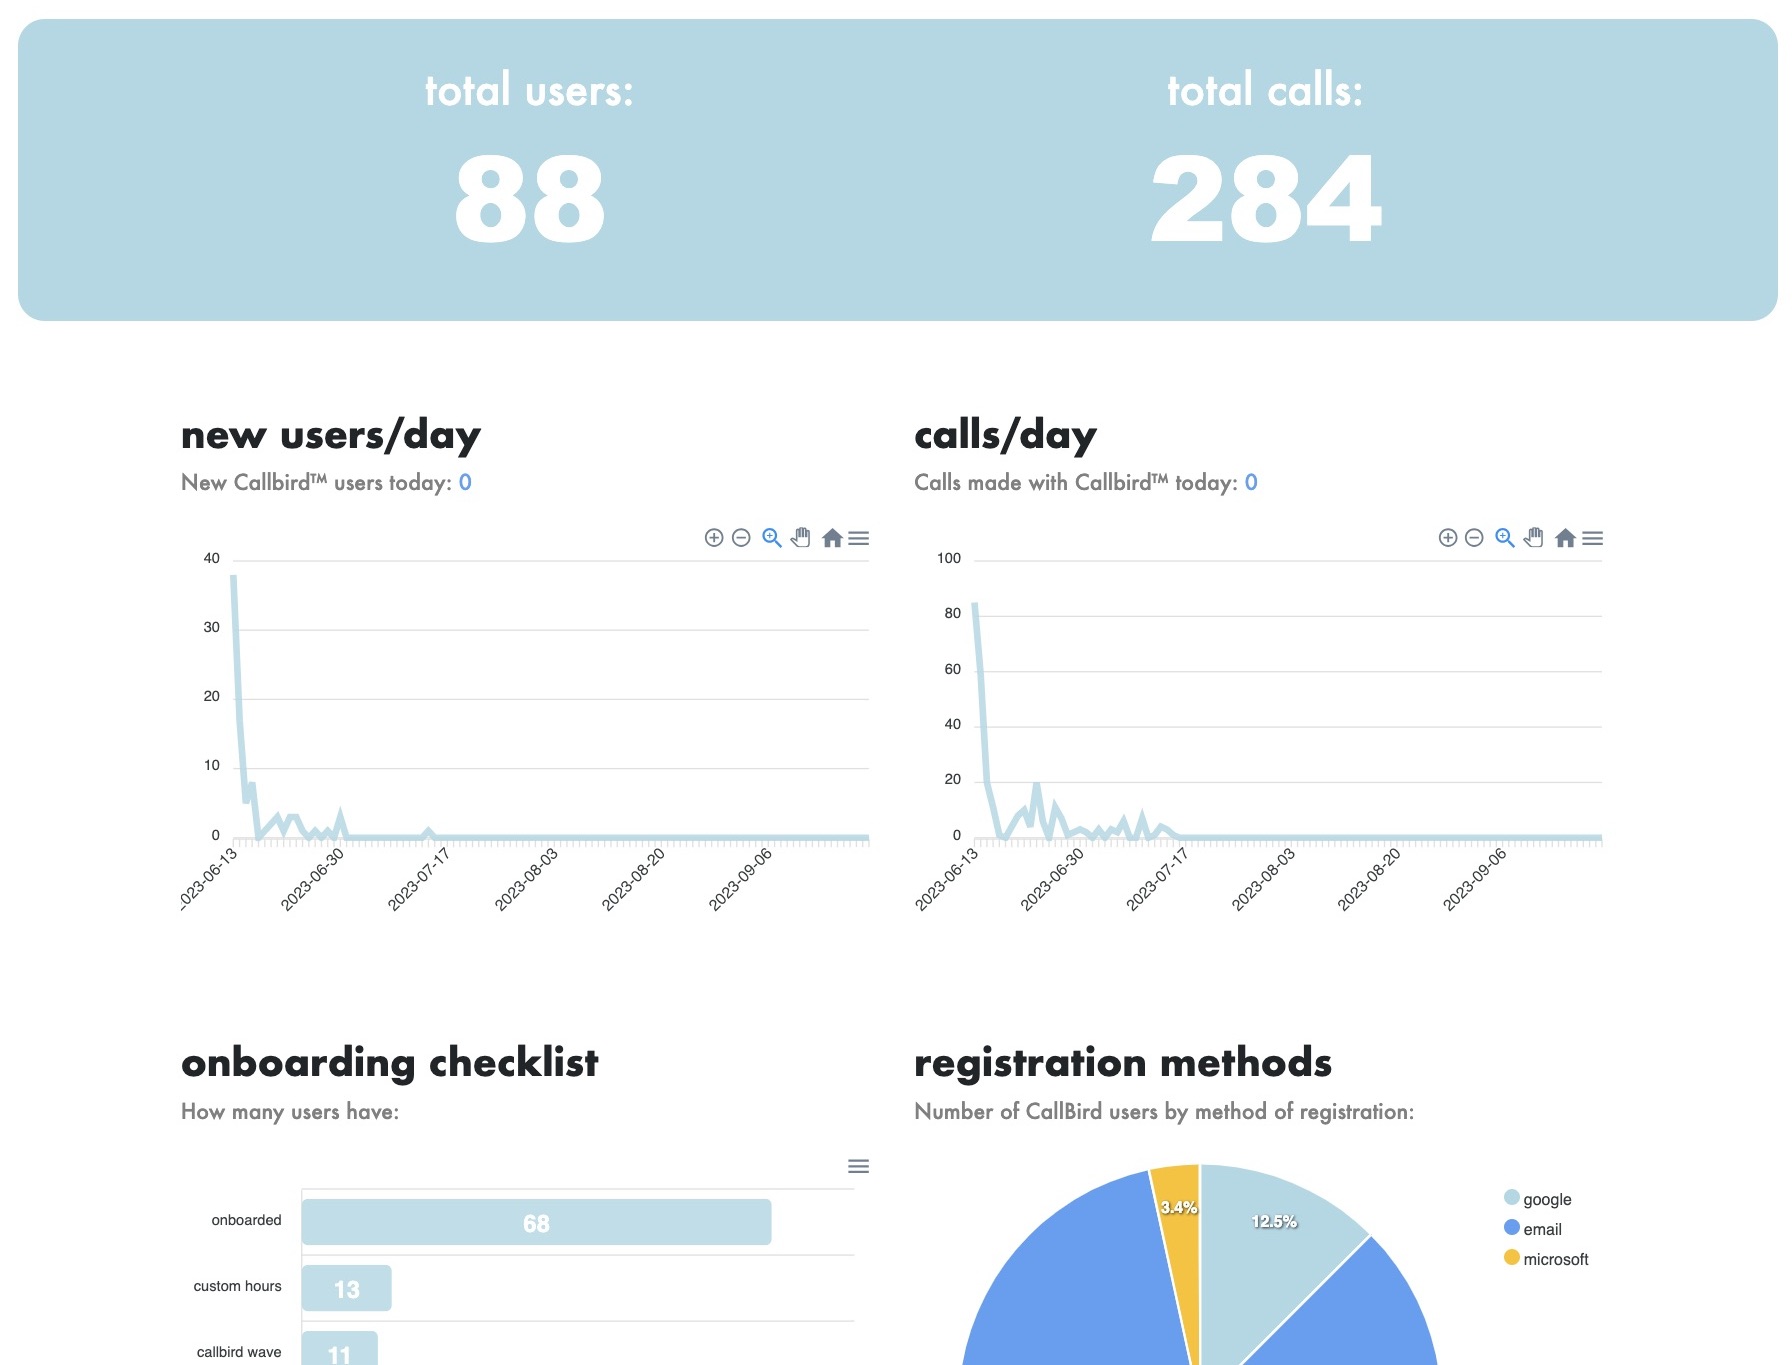 total users:
88
total calls:
284
new users/day
New Callbird™ users today: 0
40
30
20
10
0
2023-06-13
2023-06-30
2023-07-17
2023-08-03
2023-08-20
2023-09-06
calls/day
Calls made with Callbird™ today: 0
100
80
60
40
20
0
2023-06-13
2023-06-30
2023-07-17
2023-08-03
2023-08-20
2023-09-06
onboarding checklist
How many users have:
onboarded
68
custom hours
13
callbird wave
11
registration methods
Number of CallBird users by method of registration:
3.4%
12.5%
google
email
microsoft